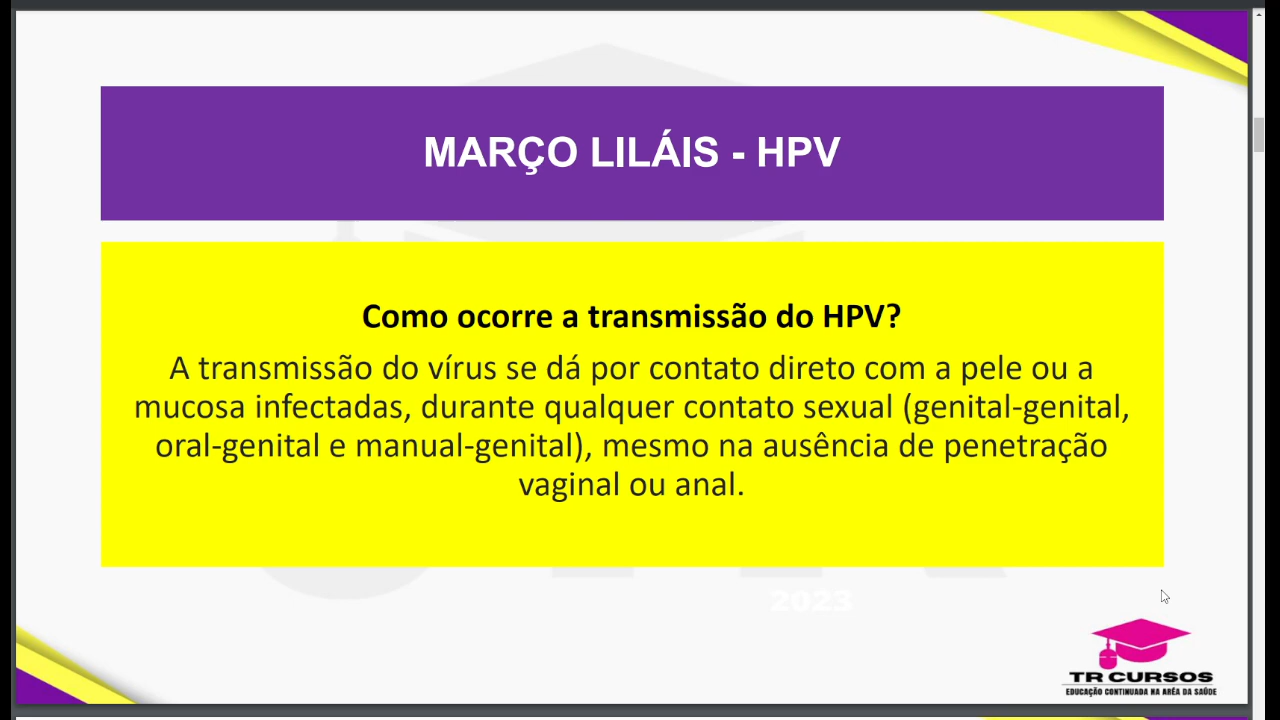 MARÇO LILÁIS - HPV
Como ocorre a transmissão do HPV?
A transmissão do vírus se dá por contato direto com a pele ou a
mucosa infectadas, durante qualquer contato sexual (genital-genital,
oral-genital e manual-genital), mesmo na ausência de penetração
vaginal ou anal.
2023
TR CURSOS
EDUCAÇÃO CONTINUADA NA ARÉA DA SAÚDE